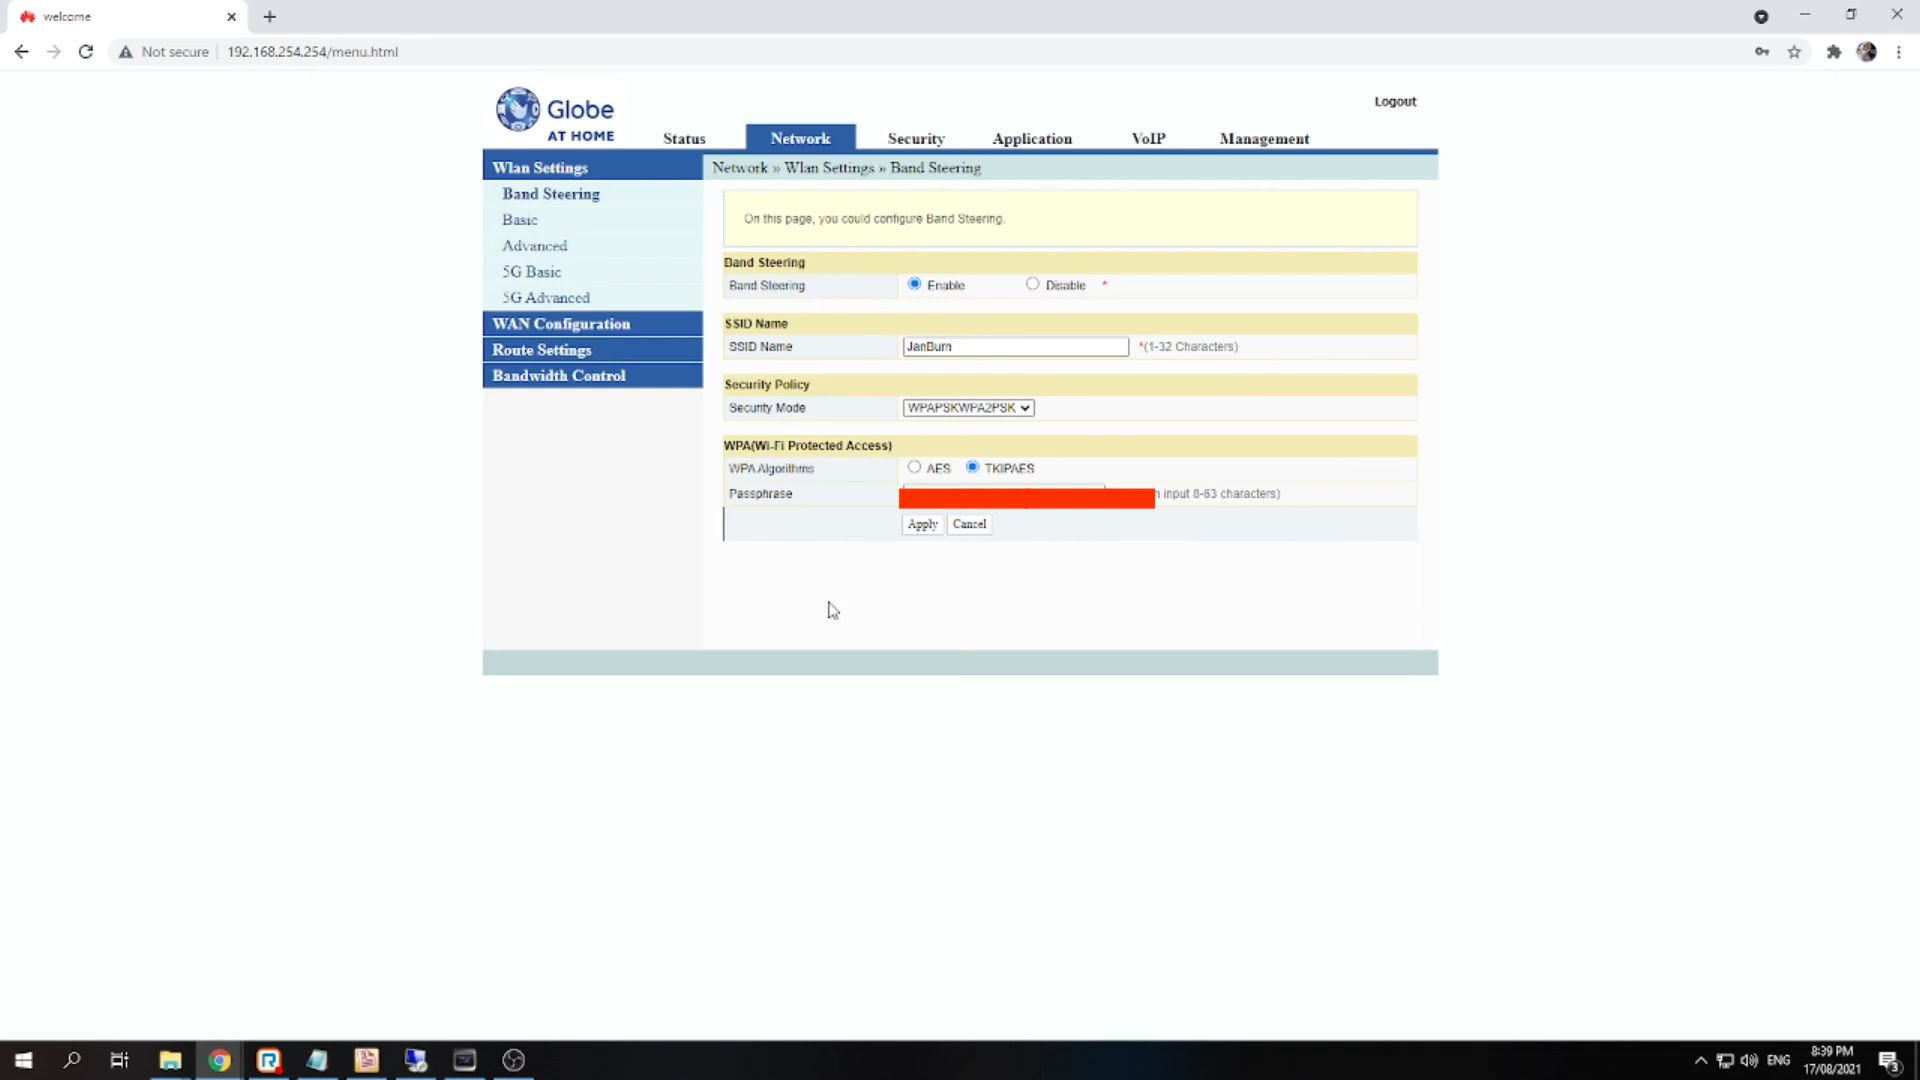 welcome
Not secure
192.168.254.254/menu.html
Globe
AT HOME
Logout
Status
Network
Security
Application
VoIP
Management
Wlan Settings
Network » Wlan Settings » Band Steering
Band Steering
Basic
Advanced
5G Basic
5G Advanced
WAN Configuration
Route Settings
Bandwidth Control
On this page, you could configure Band Steering.
Band Steering
Band Steering Enable Disable *
SSID Name
SSID Name JanBurn *(1-32 Characters)
Security Policy
Security Mode WPAPSKWPA2PSK
WPA(Wi-Fi Protected Access)
WPA Algorithms AES TKIPAES
Passphrase input 8-63 characters)
Apply Cancel
ENG
8:39 PM
17/08/2021
3